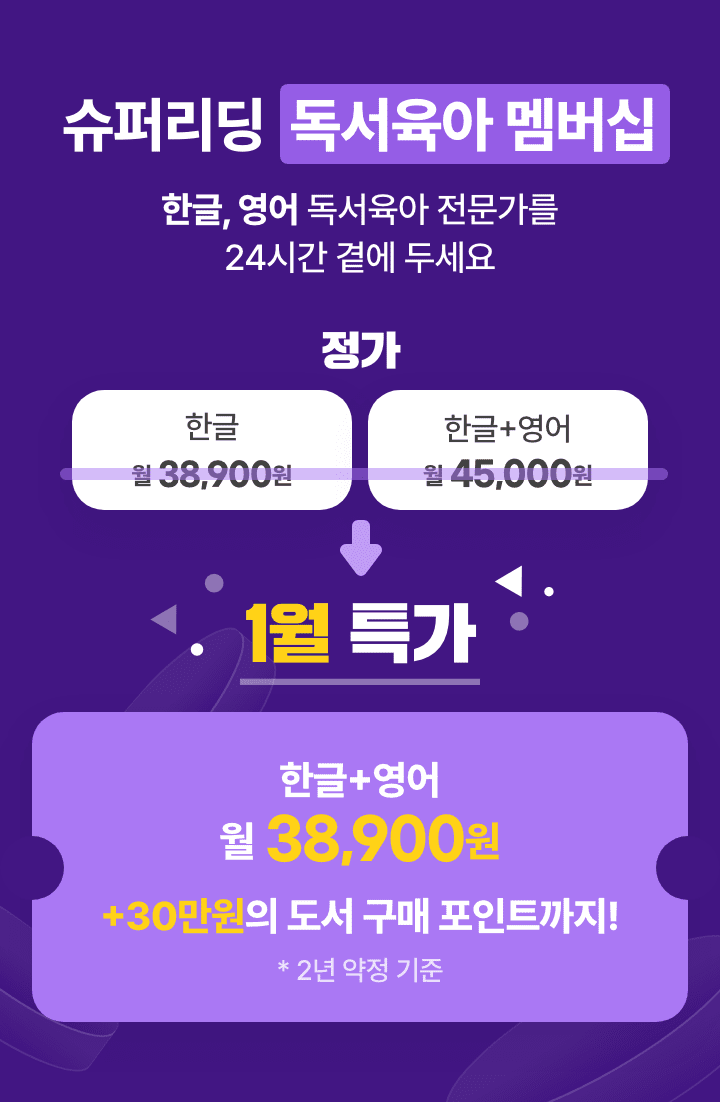 슈퍼리딩 독서육아 멤버십
한글, 영어 독서육아 전문가를
24시간 곁에 두세요
정가
한글
월 38,900원
한글+영어
월 45,000원
1월 특가
한글+영어
월 38,900원
+30만원의 도서 구매 포인트까지!
* 2년 약정 기준